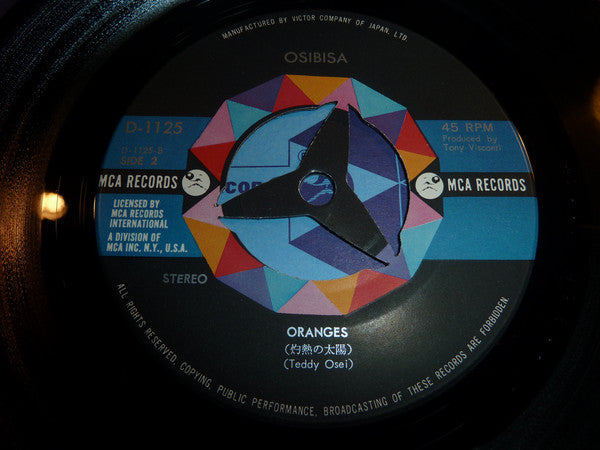 MANUFACTURED BY VICTOR COMPANY OF JAPAN, LTD.
OSIBISA
D-1125
D-1125-B
SIDE 2
45 RPM
Produced by
Tony Visconti
MCA RECORDS
MCA RECORDS
LICENSED BY
MCA RECORDS
INTERNATIONAL
A DIVISION OF
MCA INC. N.Y., U.S.A.
STEREO
ORANGES
(灼熱の太陽)
(Teddy Osei)
ALL RIGHTS RESERVED. COPYING, PUBLIC PERFORMANCE, BROADCASTING OF THESE RECORDS ARE FORBIDDEN.